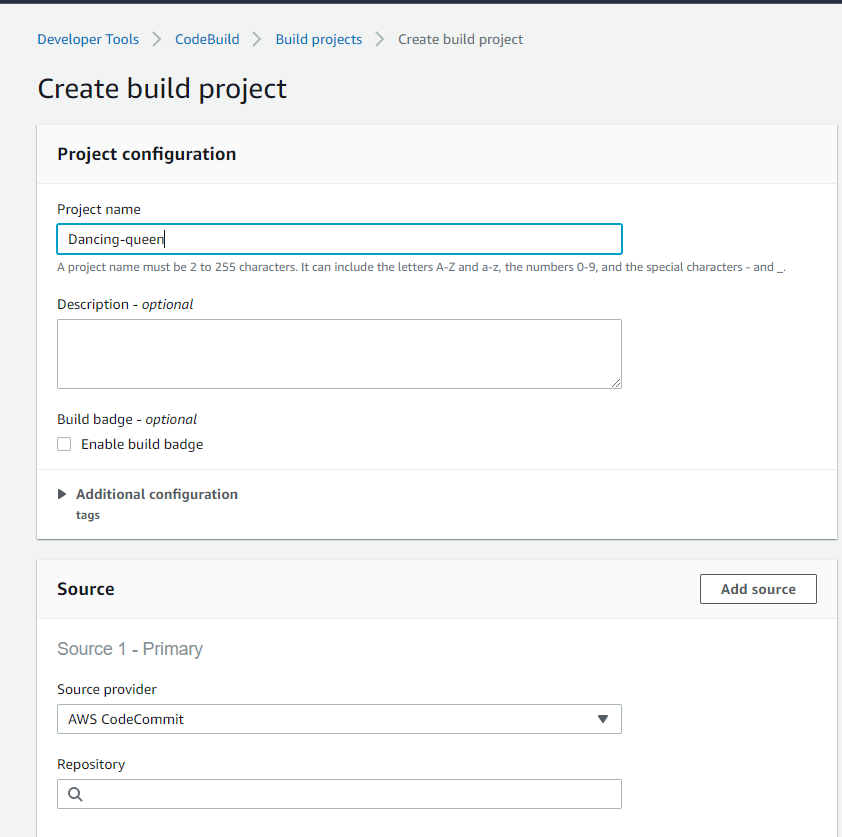 Developer Tools > CodeBuild > Build projects > Create build project
Create build project
Project configuration
Project name
Dancing-queen
A project name must be 2 to 255 characters. It can include the letters A-Z and a-z, the numbers 0-9, and the special characters - and _.
Description - optional
Build badge - optional
Enable build badge
Additional configuration
tags
Source
Add source
Source 1 - Primary
Source provider
AWS CodeCommit
Repository